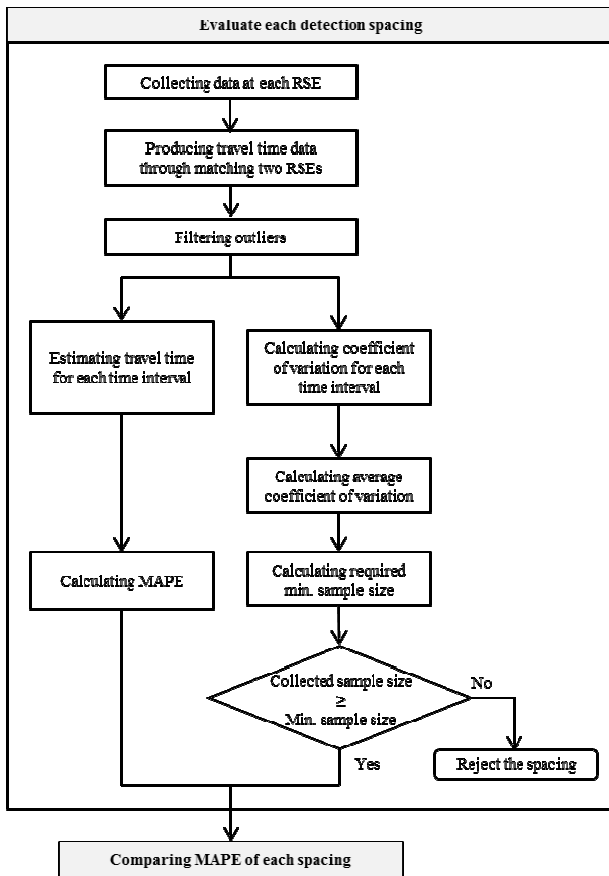 Evaluate each detection spacing
Collecting data at each RSE
Producing travel time data
through matching two RSEs
Filtering outliers
Estimating travel time
for each time interval
Calculating coefficient
of variation for each
time interval
Calculating average
coefficient of variation
Calculating MAPE
Calculating required
min. sample size
Collected sample size
≥
Min. sample size
No
Yes
Reject the spacing
Comparing MAPE of each spacing